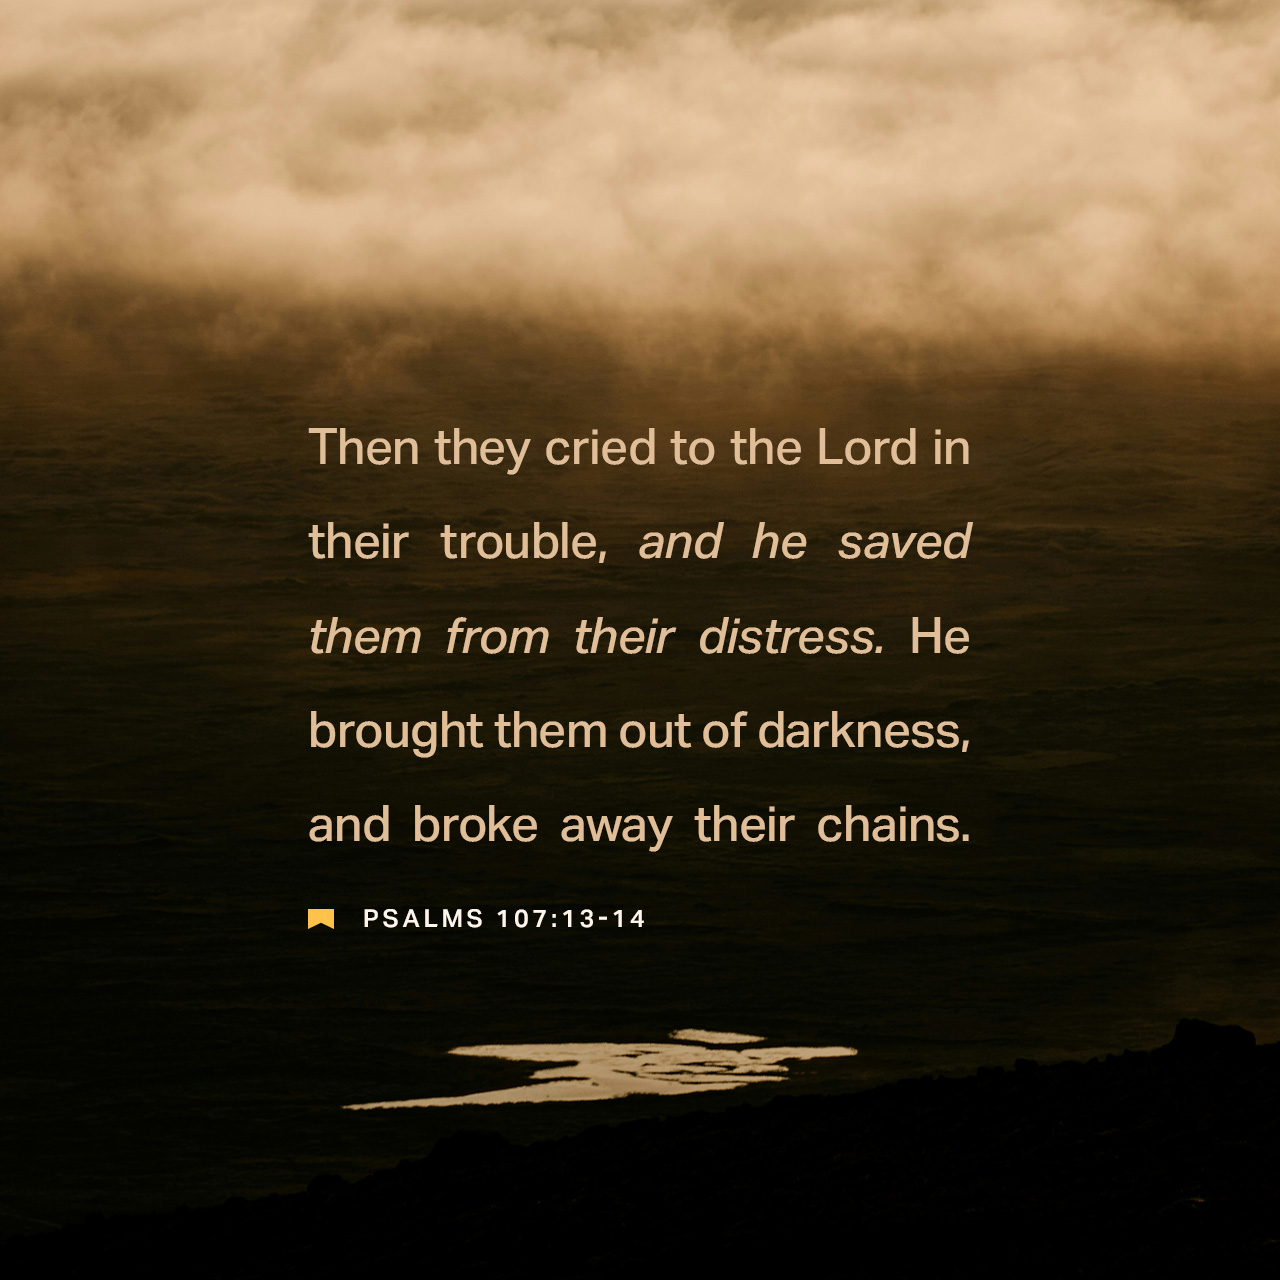 Then they cried to the Lord in
their trouble, and he saved
them from their distress. He
brought them out of darkness,
and broke away their chains.
PSALMS 107:13-14